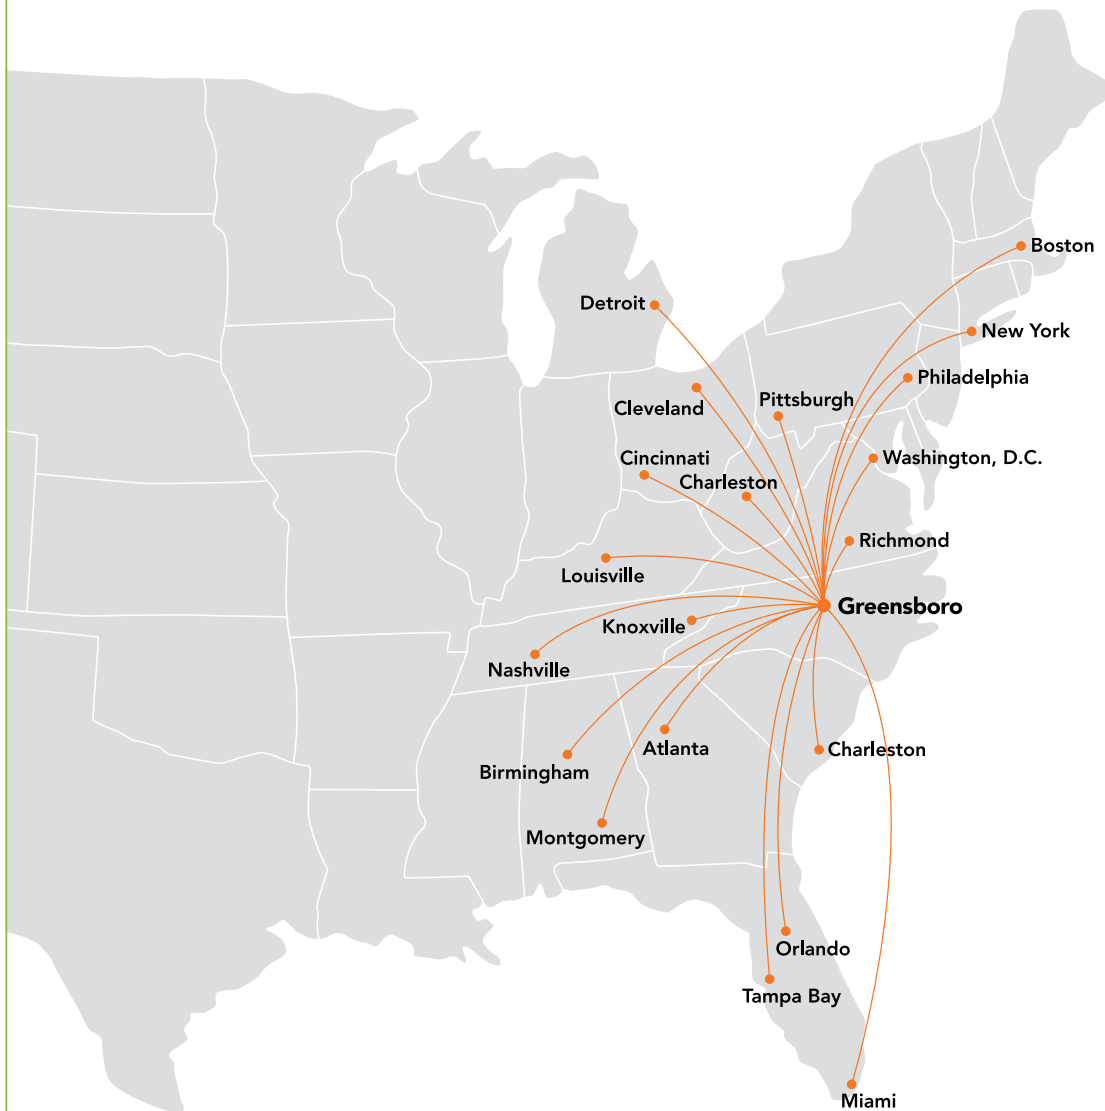 Boston
Detroit
New York
Philadelphia
Pittsburgh
Cleveland
Cincinnati
Washington, D.C.
Charleston
Richmond
Louisville
Greensboro
Knoxville
Nashville
Atlanta
Charleston
Birmingham
Montgomery
Orlando
Tampa Bay
Miami